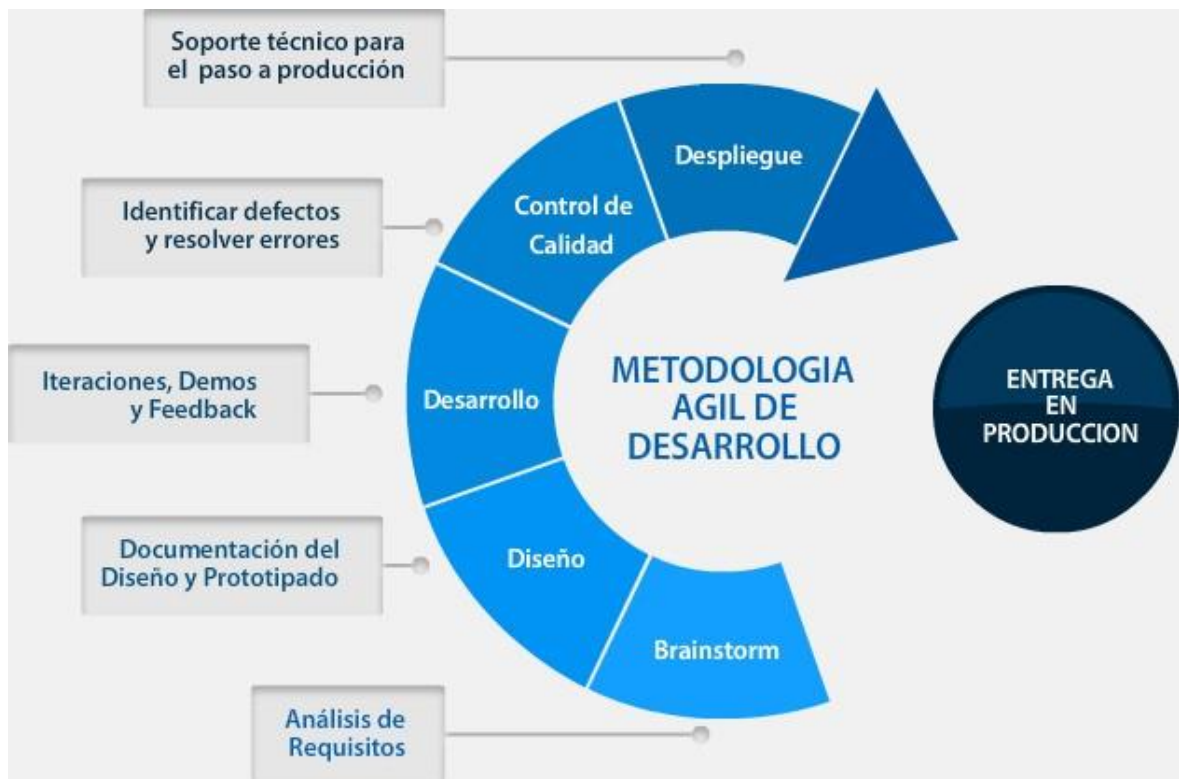 Soporte técnico para
el paso a producción
Despliegue
Identificar defectos
y resolver errores
Control de
Calidad
Iteraciones, Demos
y Feedback
Desarrollo
METODOLOGIA
AGIL DE
DESARROLLO
ENTREGA
EN
PRODUCCION
Documentación del
Diseño y Prototipado
Diseño
Brainstorm
Análisis de
Requisitos